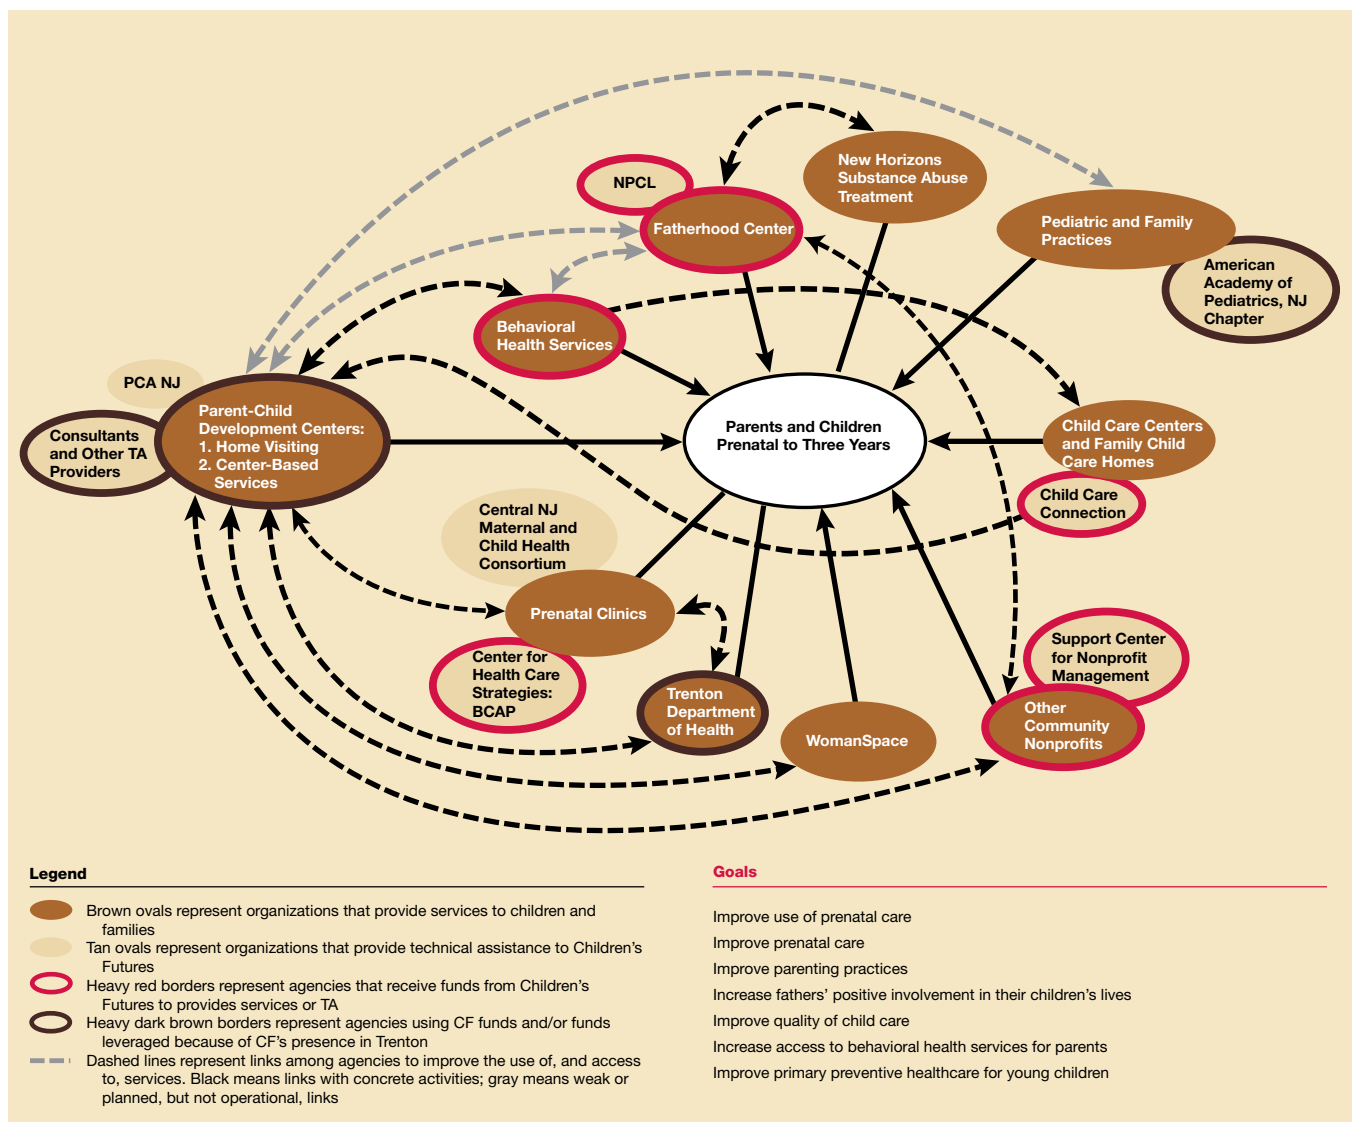 New Horizons
Substance Abuse
Treatment
NPCL
Fatherhood Center
Pediatric and Family
Practices
American
Academy of
Pediatrics, NJ
Chapter
Behavioral
Health Services
PCA NJ
Parent-Child
Development Centers:
1. Home Visiting
2. Center-Based
Services
Consultants
and Other TA
Providers
Parents and Children
Prenatal to Three Years
Child Care Centers
and Family Child
Care Homes
Child Care
Connection
Central NJ
Maternal and
Child Health
Consortium
Prenatal Clinics
Center for
Health Care
Strategies:
BCAP
Trenton
Department
of Health
WomanSpace
Support Center
for Nonprofit
Management
Other
Community
Nonprofits
Legend
Brown ovals represent organizations that provide services to children and
families
Tan ovals represent organizations that provide technical assistance to Children's
Futures
Heavy red borders represent agencies that receive funds from Children's
Futures to provides services or TA
Heavy dark brown borders represent agencies using CF funds and/or funds
leveraged because of CF's presence in Trenton
Dashed lines represent links among agencies to improve the use of, and access
to, services. Black means links with concrete activities; gray means weak or
planned, but not operational, links
Goals
Improve use of prenatal care
Improve prenatal care
Improve parenting practices
Increase fathers' positive involvement in their children's lives
Improve quality of child care
Increase access to behavioral health services for parents
Improve primary preventive healthcare for young children